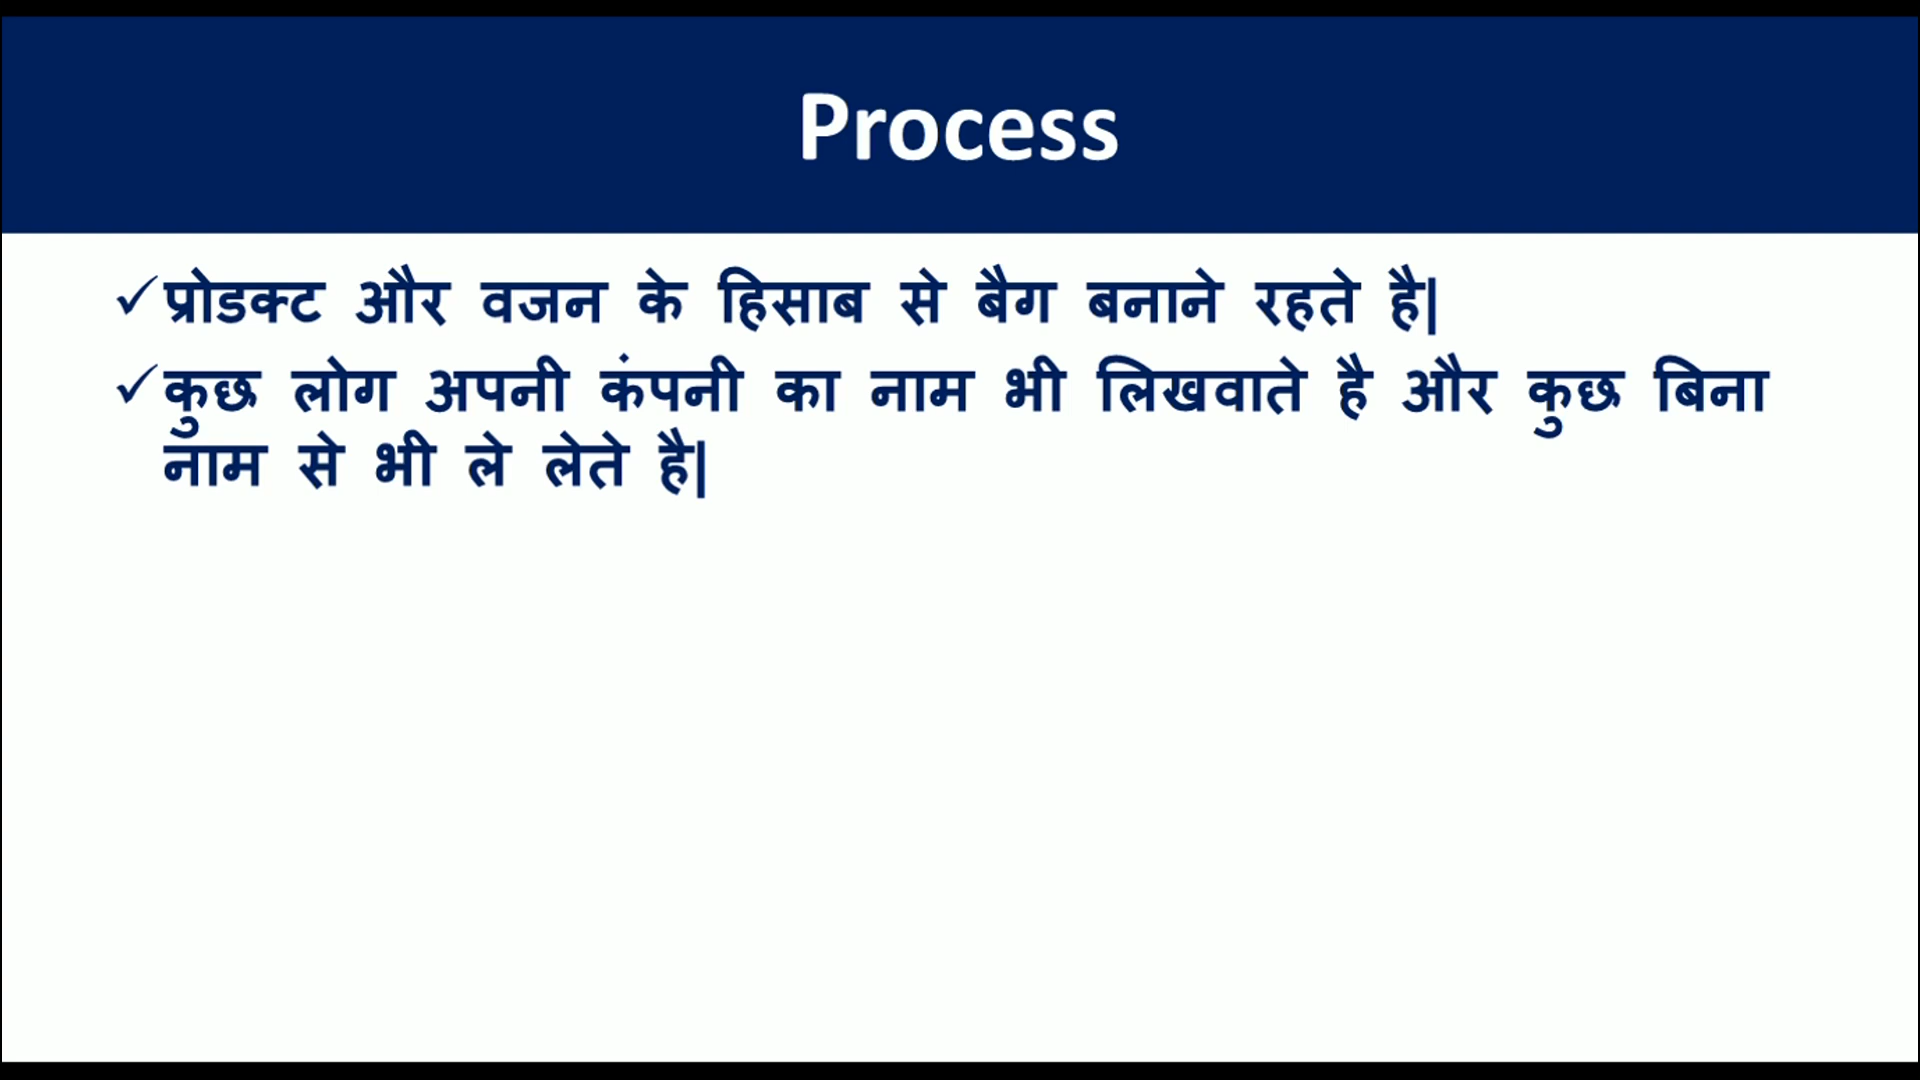 Process
✓प्रोडक्ट और वजन के हिसाब से बैग बनाने रहते है|
✓कुछ लोग अपनी कंपनी का नाम भी लिखवाते है और कुछ बिना
नाम से भी ले लेते है|